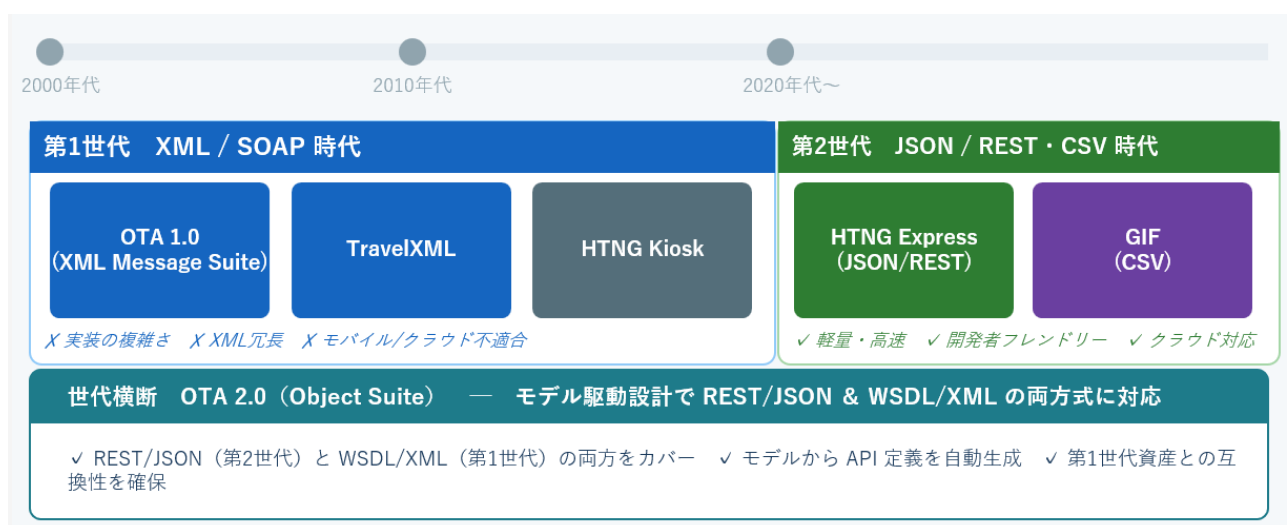 2000年代
2010年代
2020年代～
第1世代　XML / SOAP 時代
第2世代　JSON / REST・CSV 時代
OTA 1.0
（XML Message Suite）
TravelXML
HTNG Kiosk
HTNG Express
（JSON/REST）
GIF
（CSV）
✗ 実装の複雑さ　✗ XML冗長　✗ モバイル/クラウド不適合
✓ 軽量・高速　✓ 開発者フレンドリー　✓ クラウド対応
世代横断　OTA 2.0（Object Suite）　—　モデル駆動設計で REST/JSON ＆ WSDL/XML の両方式に対応
✓ REST/JSON（第2世代）と WSDL/XML（第1世代）の両方をカバー　✓ モデルから API 定義を自動生成　✓ 第1世代資産との互
換性を確保